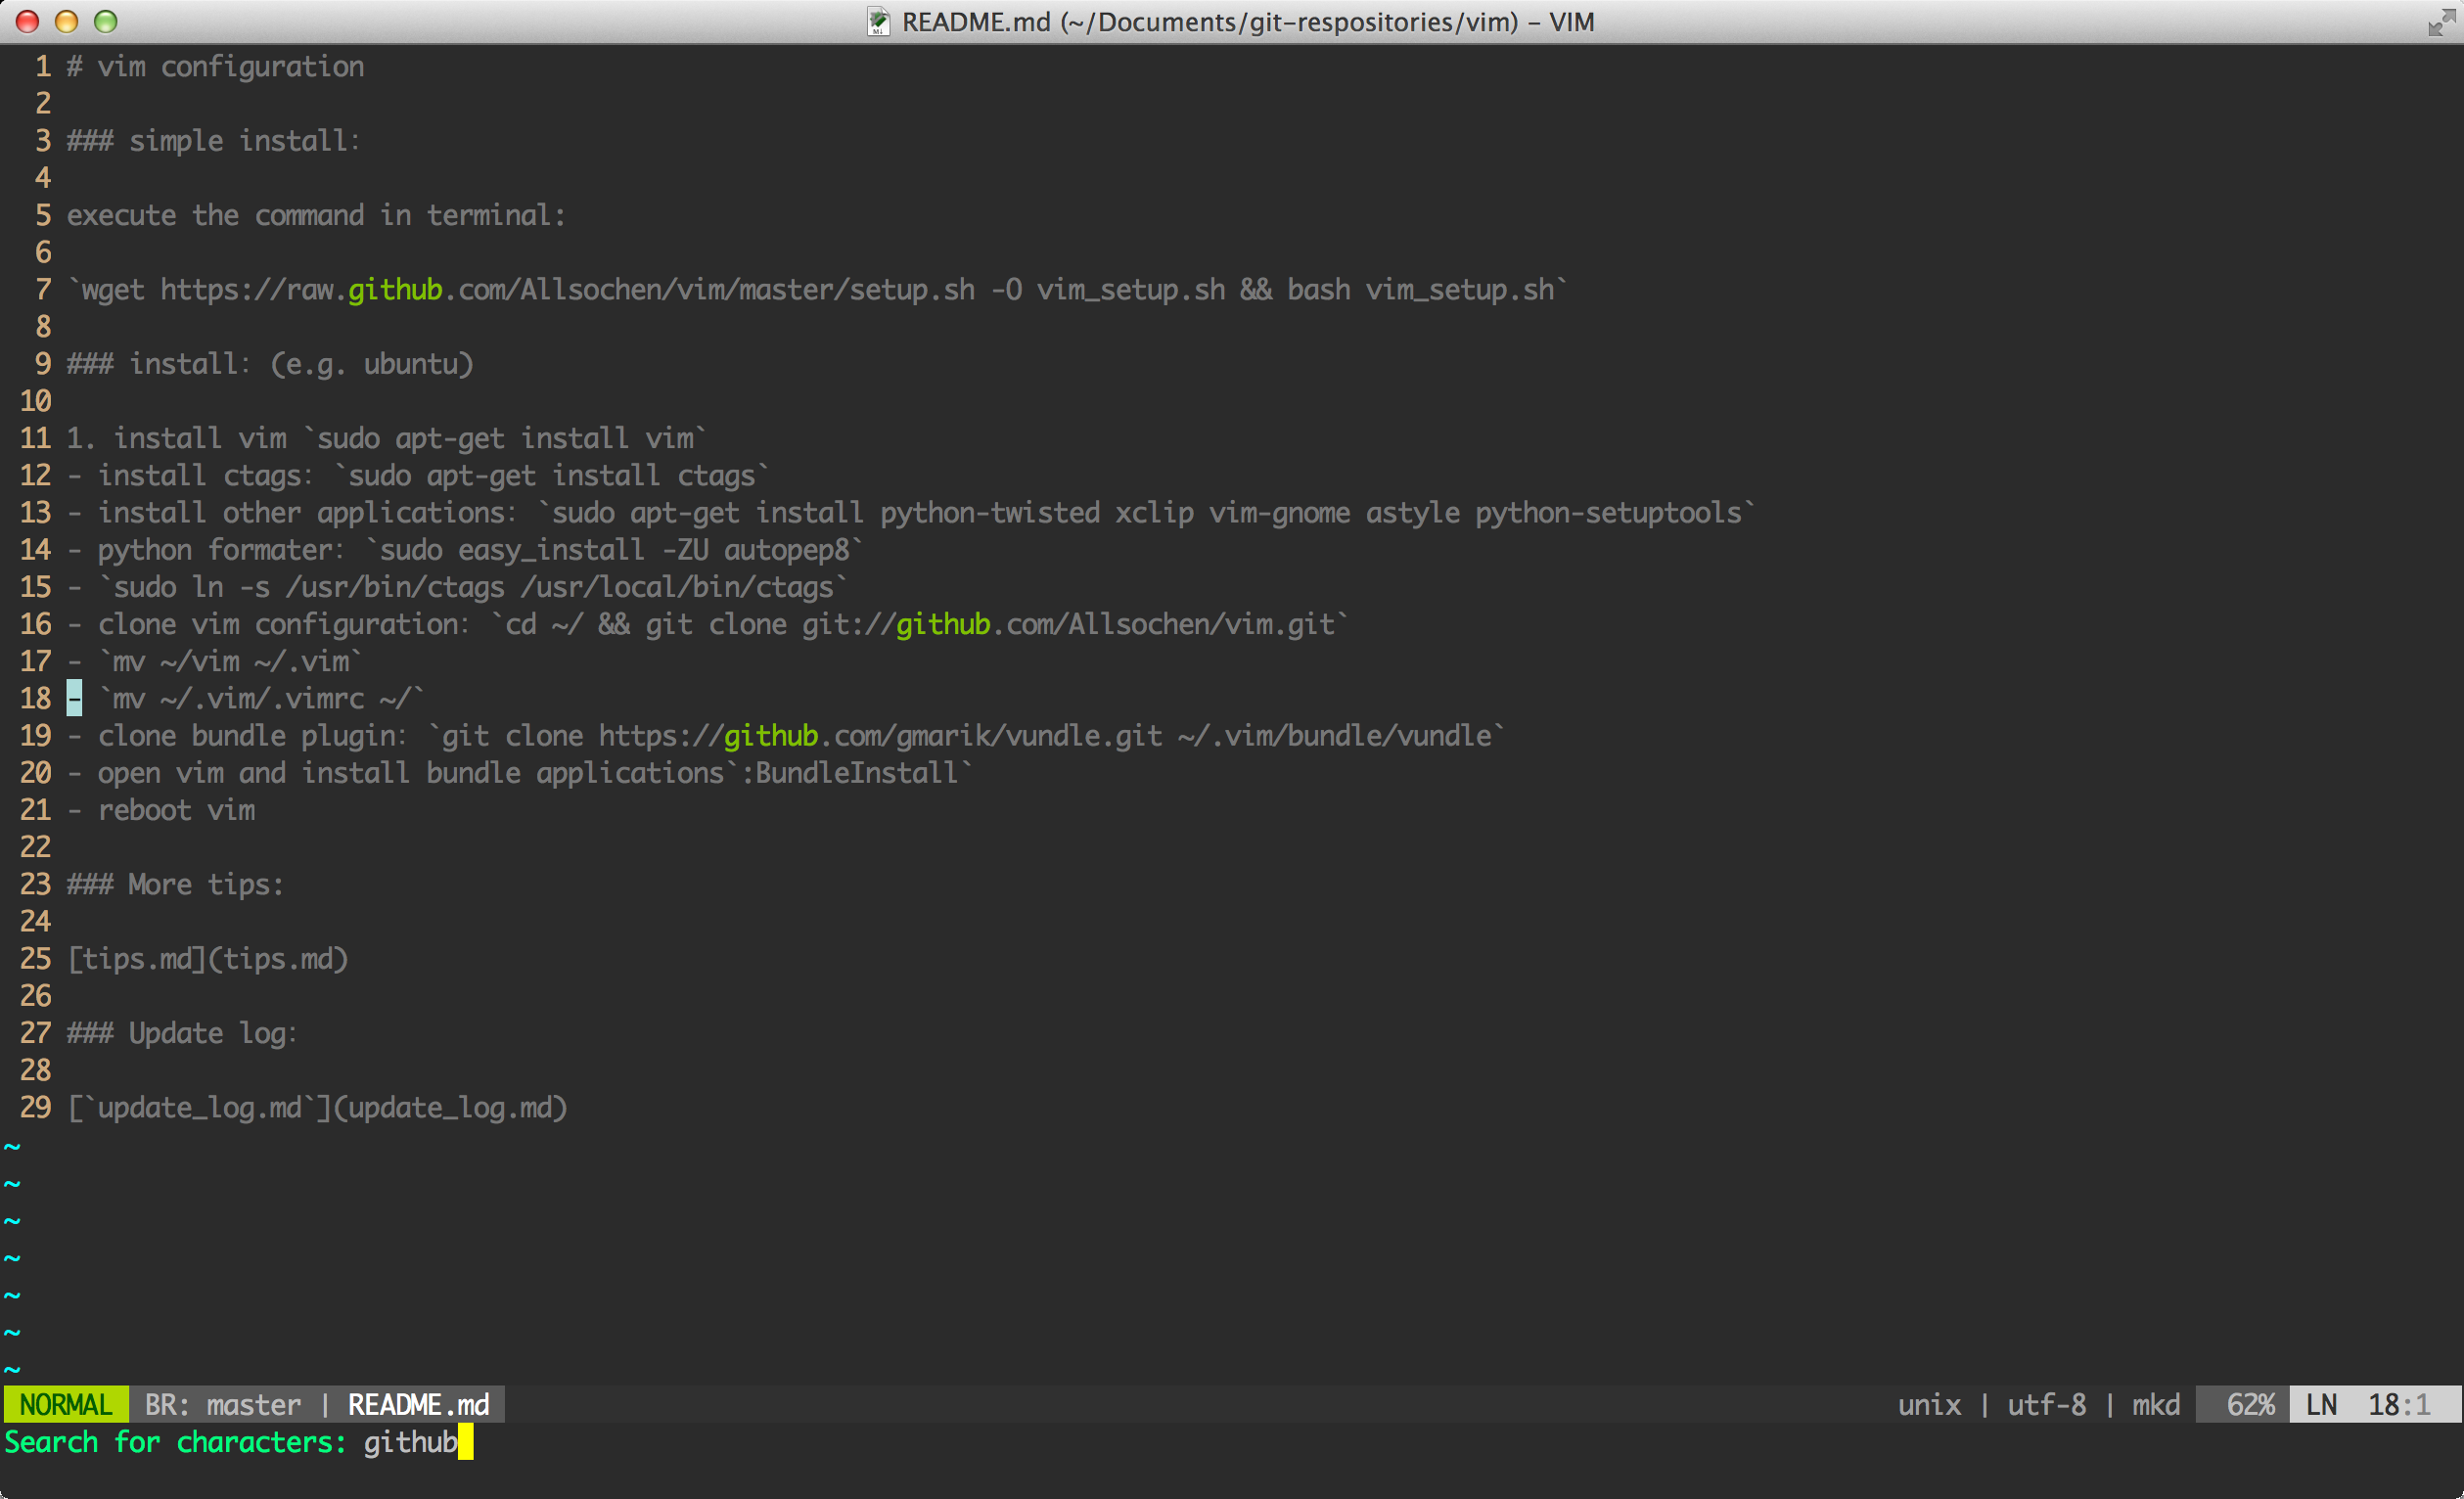 README.md (~/Documents/git-respositories/vim) - VIM
1 # vim configuration
2
3 ### simple install:
4
5 execute the command in terminal:
6
7 `wget https://raw.github.com/Allsochen/vim/master/setup.sh -O vim_setup.sh && bash vim_setup.sh`
8
9 ### install: (e.g. ubuntu)
10
11 1. install vim `sudo apt-get install vim`
12 - install ctags: `sudo apt-get install ctags`
13 - install other applications: `sudo apt-get install python-twisted xclip vim-gnome astyle python-setuptools`
14 - python formater: `sudo easy_install -ZU autopep8`
15 - `sudo ln -s /usr/bin/ctags /usr/local/bin/ctags`
16 - clone vim configuration: `cd ~/ && git clone git://github.com/Allsochen/vim.git`
17 - `mv ~/vim ~/.vim`
18 - `mv ~/.vim/.vimrc ~/`
19 - clone bundle plugin: `git clone https://github.com/gmarik/vundle.git ~/.vim/bundle/vundle`
20 - open vim and install bundle applications`:BundleInstall`
21 - reboot vim
22
23 ### More tips:
24
25 [tips.md](tips.md)
26
27 ### Update log:
28
29 [`update_log.md`](update_log.md)
~
~
~
~
~
~
~
NORMAL BR: master | README.md unix | utf-8 | mkd 62% LN 18:1
Search for characters: github